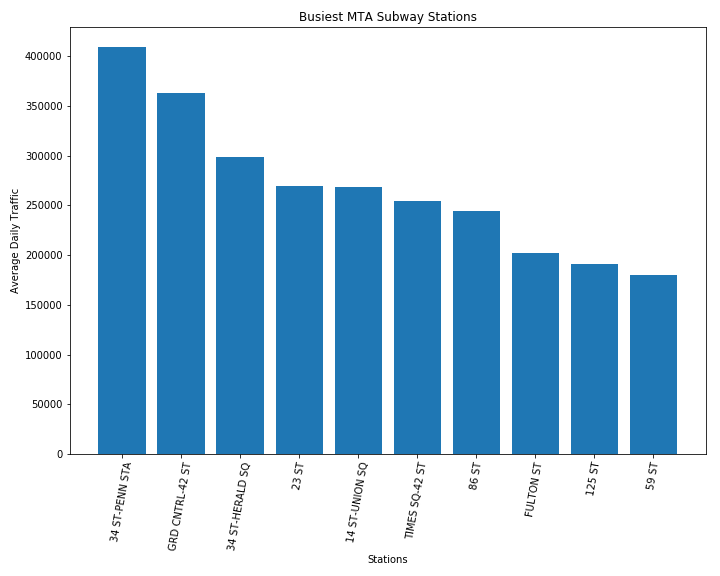 Busiest MTA Subway Stations
Average Daily Traffic
400000
350000
300000
250000
200000
150000
100000
50000
0
34 ST-PENN STA
GRD CNTRL-42 ST
34 ST-HERALD SQ
23 ST
14 ST-UNION SQ
TIMES SQ-42 ST
86 ST
FULTON ST
125 ST
59 ST
Stations